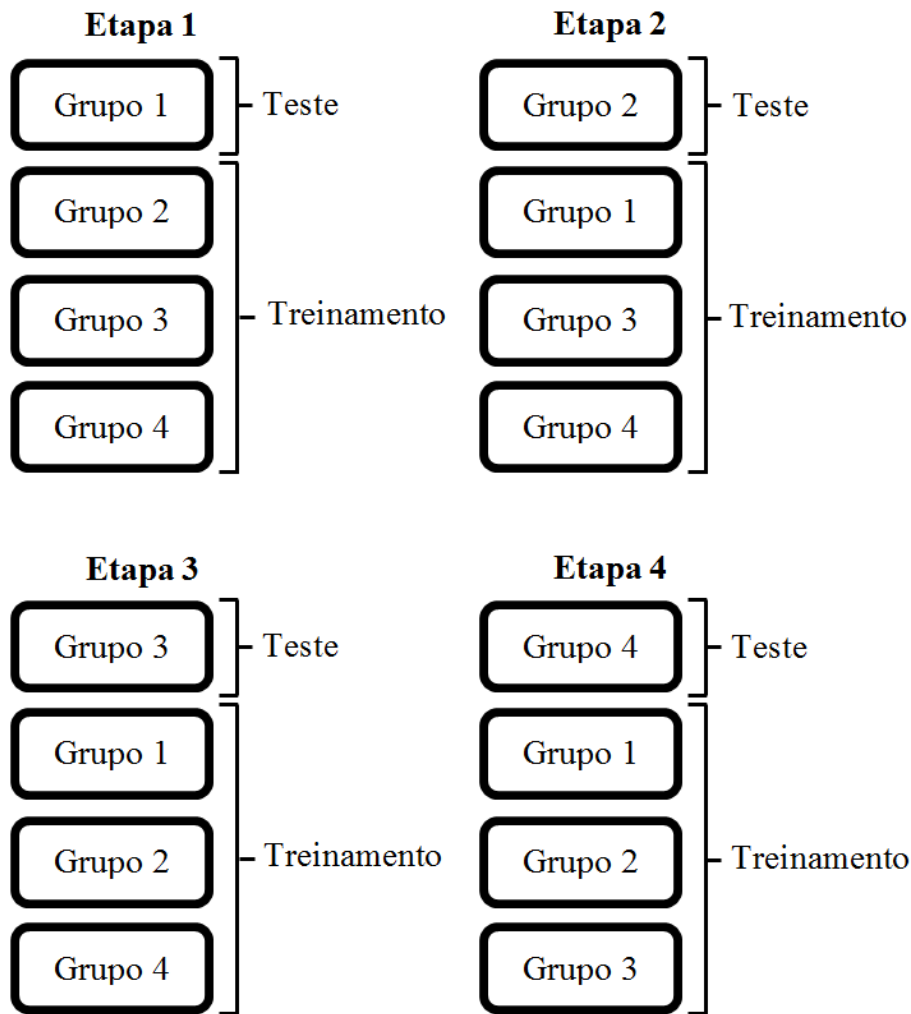 Etapa 1
Grupo 1
Teste
Grupo 2
Grupo 3
Treinamento
Grupo 4
Etapa 2
Grupo 2
Teste
Grupo 1
Grupo 3
Treinamento
Grupo 4
Etapa 3
Grupo 3
Teste
Grupo 1
Grupo 2
Treinamento
Grupo 4
Etapa 4
Grupo 4
Teste
Grupo 1
Grupo 2
Treinamento
Grupo 3